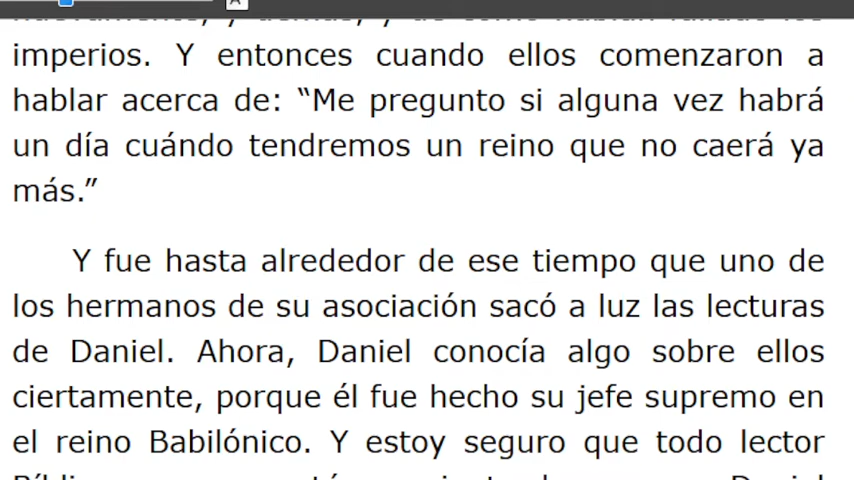 imperios. Y entonces cuando ellos comenzaron a
hablar acerca de: “Me pregunto si alguna vez habrá
un día cuándo tendremos un reino que no caerá ya
más.”
Y fue hasta alrededor de ese tiempo que uno de
los hermanos de su asociación sacó a luz las lecturas
de Daniel. Ahora, Daniel conocía algo sobre ellos
ciertamente, porque él fue hecho su jefe supremo en
el reino Babilónico. Y estoy seguro que todo lector